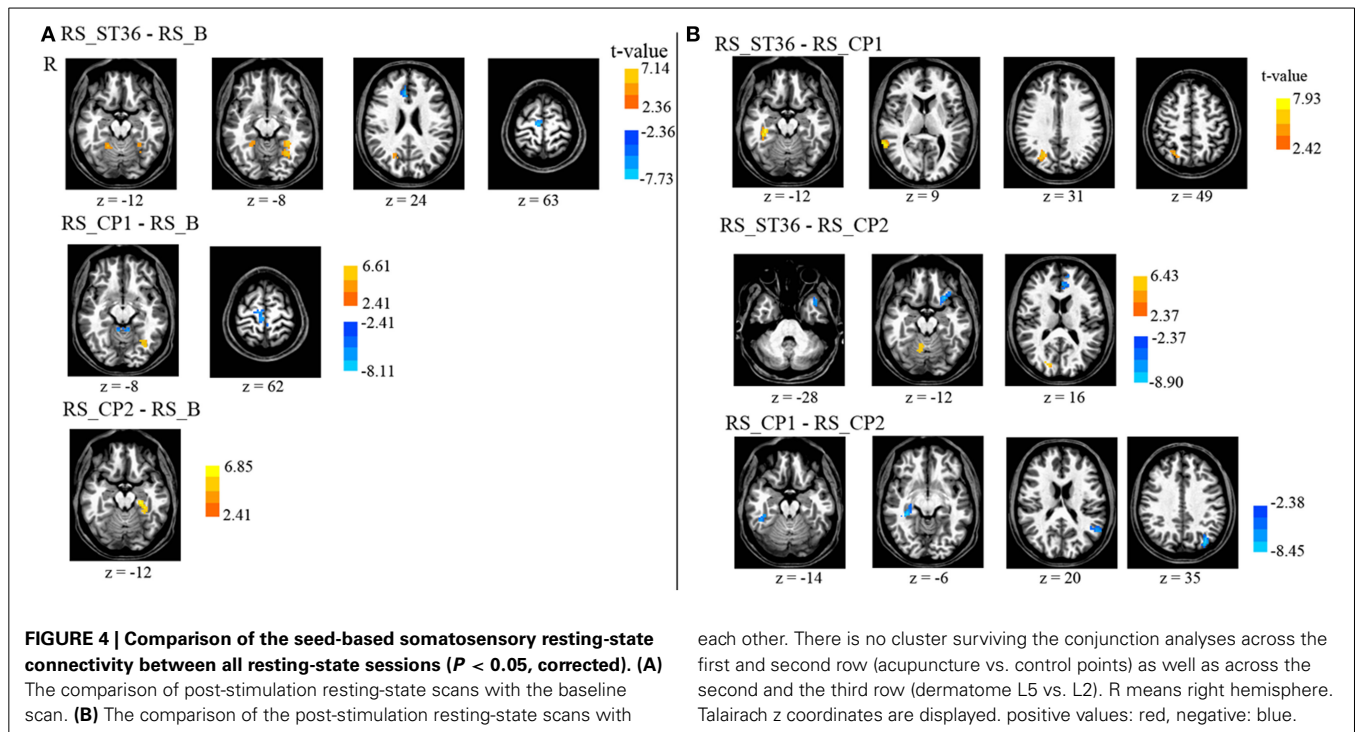 A RS_ST36 - RS_B
R
t-value
7.14
2.36
-2.36
-7.73
z = -12
z = -8
z = 24
z = 63
RS_CP1 - RS_B
6.61
2.41
-2.41
-8.11
z = -8
z = 62
RS_CP2 - RS_B
6.85
2.41
z = -12
B
RS_ST36 - RS_CP1
t-value
7.93
2.42
z = -12
z = 9
z = 31
z = 49
RS_ST36 - RS_CP2
6.43
2.37
-2.37
-8.90
z = -28
z = -12
z = 16
RS_CP1 - RS_CP2
-2.38
-8.45
z = -14
z = -6
z = 20
z = 35
FIGURE 4 | Comparison of the seed-based somatosensory resting-state
connectivity between all resting-state sessions (P < 0.05, corrected). (A)
The comparison of post-stimulation resting-state scans with the baseline
scan. (B) The comparison of the post-stimulation resting-state scans with
each other. There is no cluster surviving the conjunction analyses across the
first and second row (acupuncture vs. control points) as well as across the
second and the third row (dermatome L5 vs. L2). R means right hemisphere.
Talairach z coordinates are displayed. positive values: red, negative: blue.